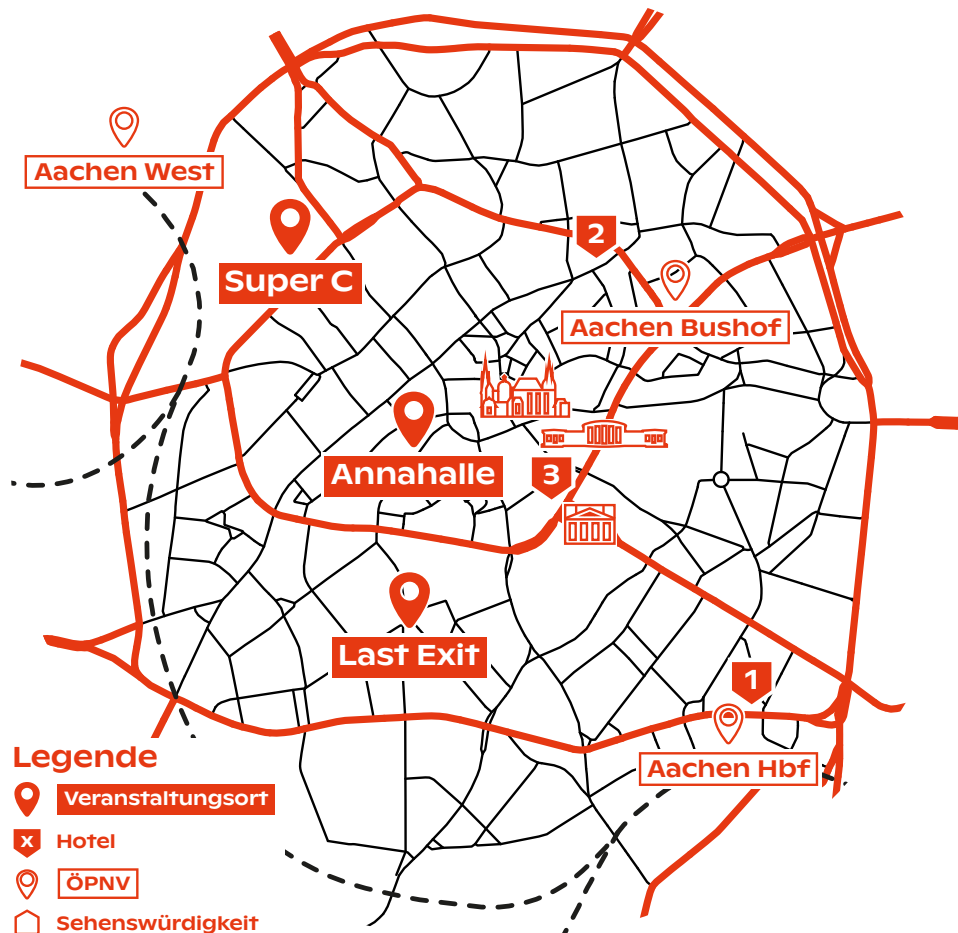 Aachen West
Super C
2
Aachen Bushof
Annahalle
3
Last Exit
1
Aachen Hbf
Legende
Veranstaltungsort
X Hotel
ÖPNV
Sehenswürdigkeit